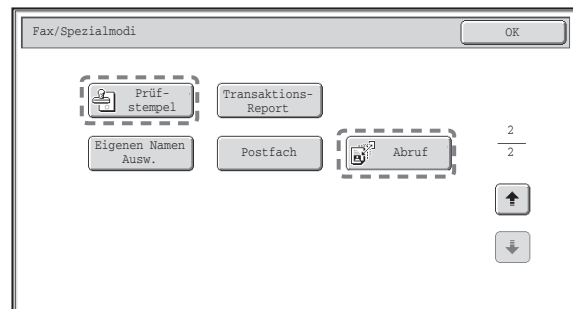 Fax/Spezialmodi
OK
Prüf-
stempel
Transaktions-
Report
Eigenen Namen
Ausw.
Postfach
Abruf
2
2